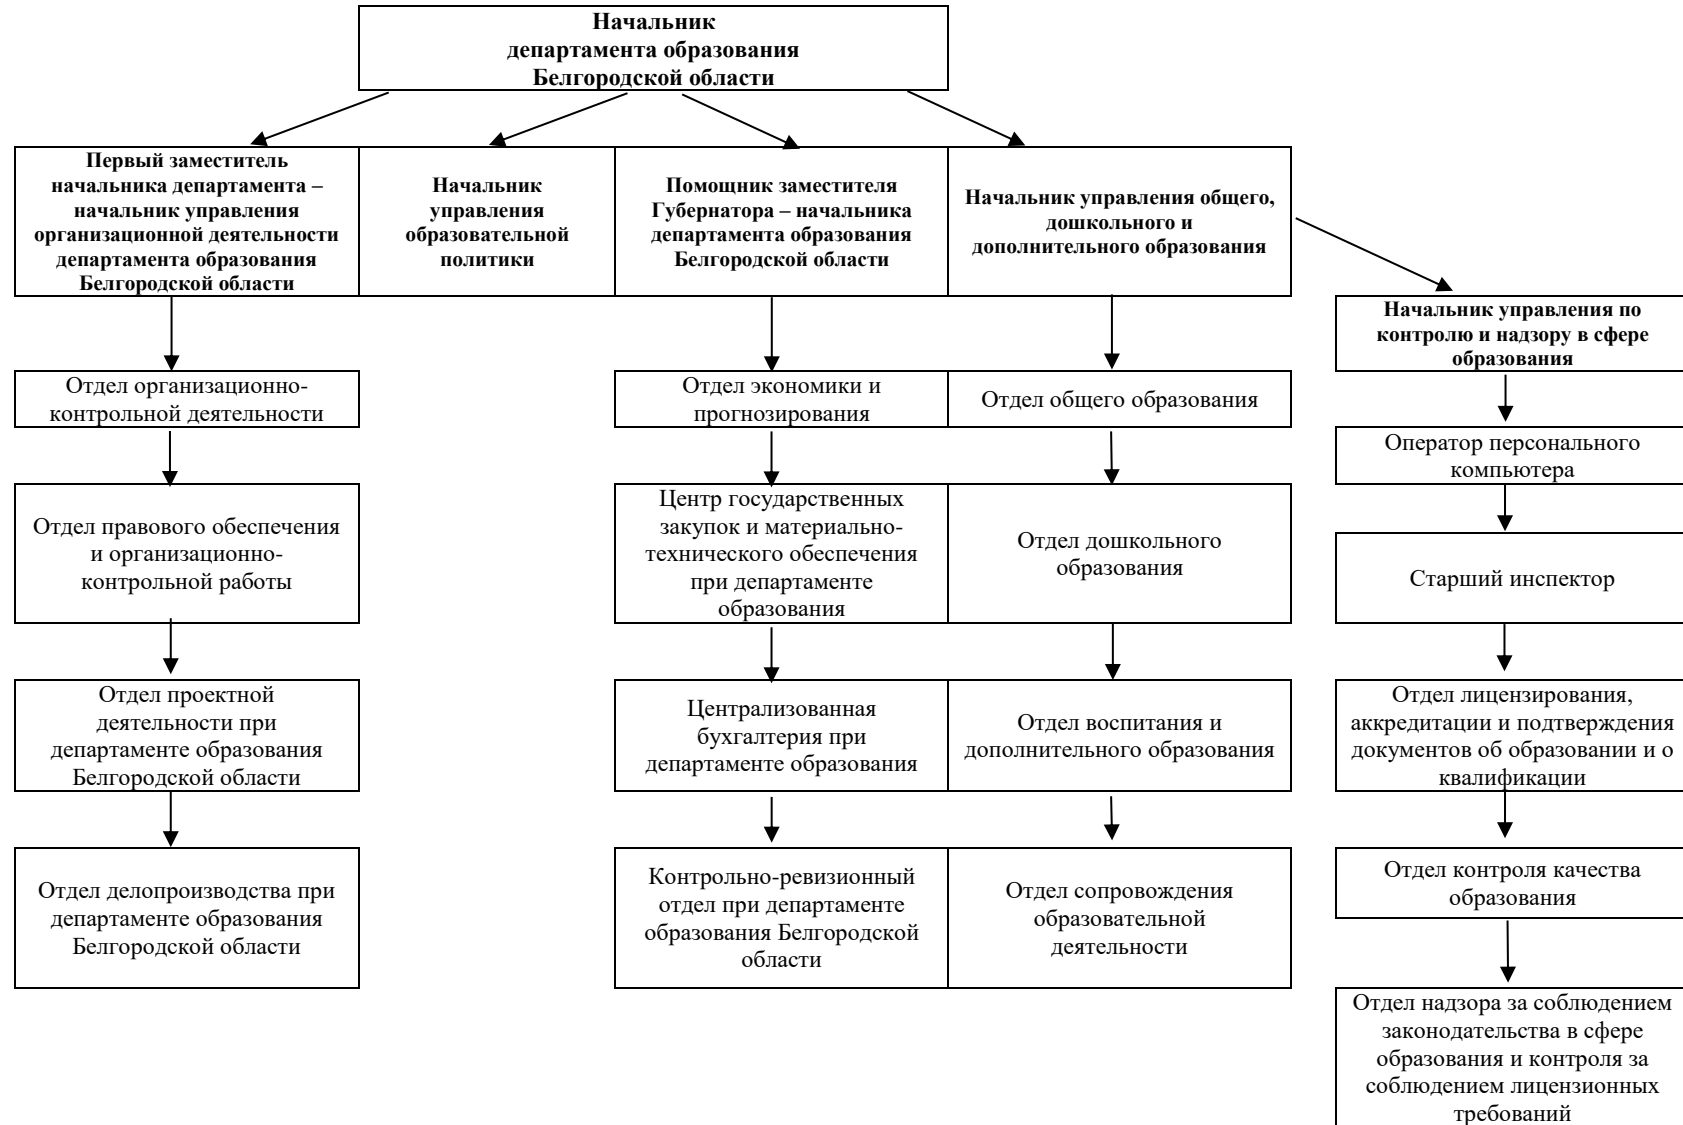 Начальник
департамента образования
Белгородской области
Первый заместитель
начальника департамента –
начальник управления
организационной деятельности
департамента образования
Белгородской области
Начальник
управления
образовательной
политики
Помощник заместителя
Губернатора – начальника
департамента образования
Белгородской области
Начальник управления общего,
дошкольного и
дополнительного образования
Начальник управления по
контролю и надзору в сфере
образования
Отдел организационно-
контрольной деятельности
Отдел правового обеспечения
и организационно-
контрольной работы
Отдел проектной
деятельности при
департаменте образования
Белгородской области
Отдел делопроизводства при
департаменте образования
Белгородской области
Отдел экономики и
прогнозирования
Центр государственных
закупок и материально-
технического обеспечения
при департаменте
образования
Централизованная
бухгалтерия при
департаменте образования
Контрольно-ревизионный
отдел при департаменте
образования Белгородской
области
Отдел общего образования
Отдел дошкольного
образования
Отдел воспитания и
дополнительного образования
Отдел сопровождения
образовательной
деятельности
Оператор персонального
компьютера
Старший инспектор
Отдел лицензирования,
аккредитации и подтверждения
документов об образовании и о
квалификации
Отдел контроля качества
образования
Отдел надзора за соблюдением
законодательства в сфере
образования и контроля за
соблюдением лицензионных
требований